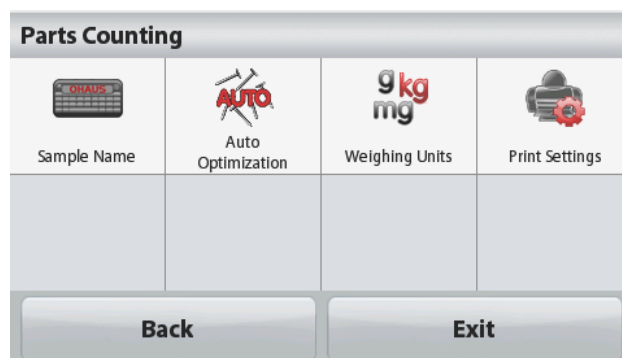 Parts Counting
OHAUS
AUTO
g kg
mg
Sample Name
Auto
Optimization
Weighing Units
Print Settings
Back
Exit